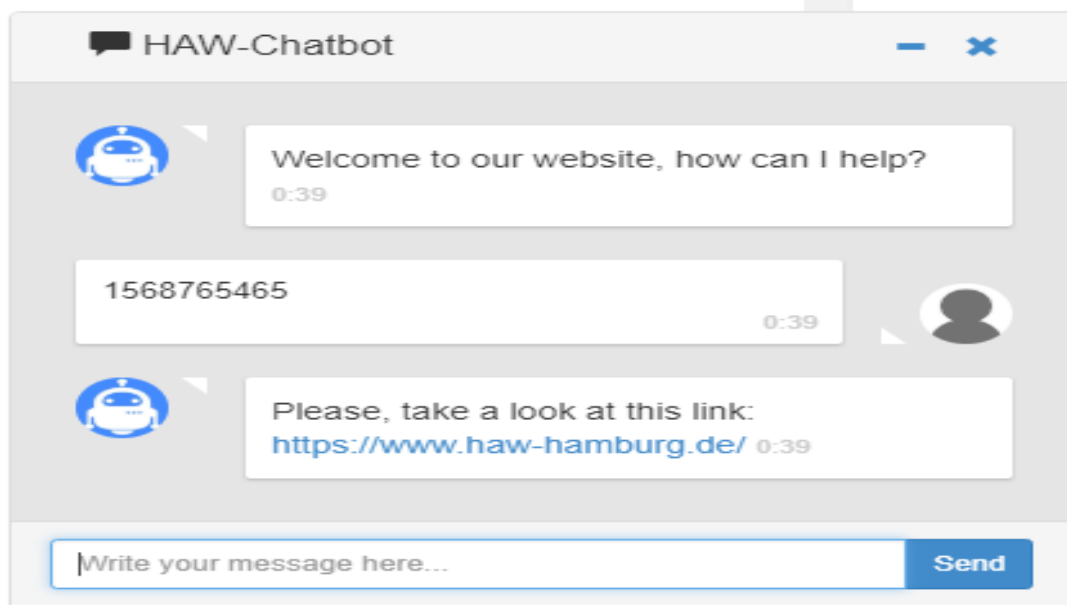 HAW-Chatbot
Welcome to our website, how can I help?
0:39
1568765465
0:39
Please, take a look at this link:
https://www.haw-hamburg.de/ 0:39
Write your message here...
Send